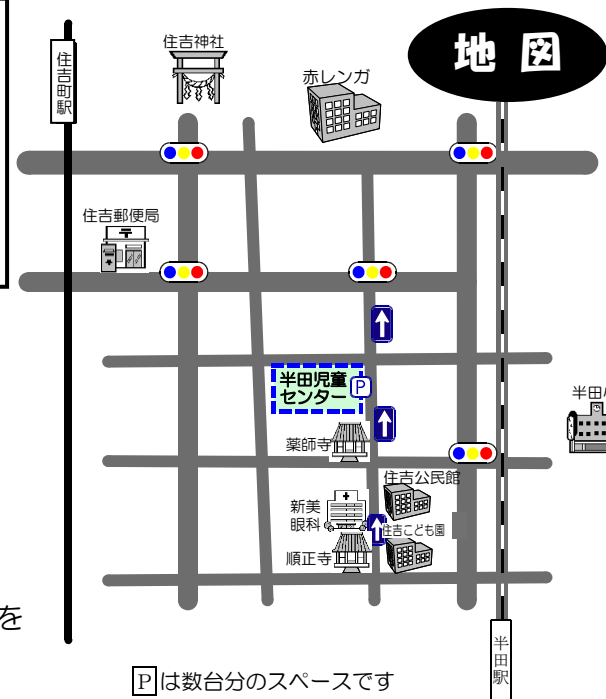 地図
住吉町駅
住吉神社
赤レンガ
住吉郵便局
〒
半田児童
センター
P
半田小
薬師寺
住吉公民館
新美
眼科
住吉こども園
順正寺
を
半田駅
Pは数台分のスペースです